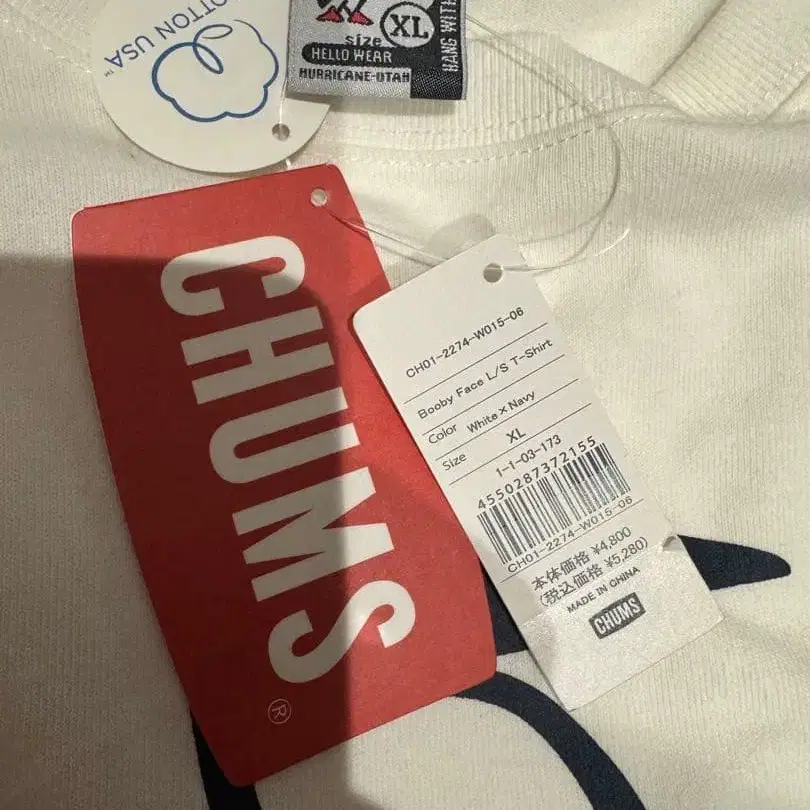 COTTON USA™
XL
size
HELLO WEAR
HURRICANE-UTAH
HANG WITH
CHUMS®
CH01-2274-W015-06
Booby Face L/S T-Shirt
Color White×Navy
Size XL
1-1-03-173
4550287372155
CH01-2274-W015-06
本体価格 ¥4,800
(税込価格 ¥5,280)
MADE IN CHINA
CHUMS